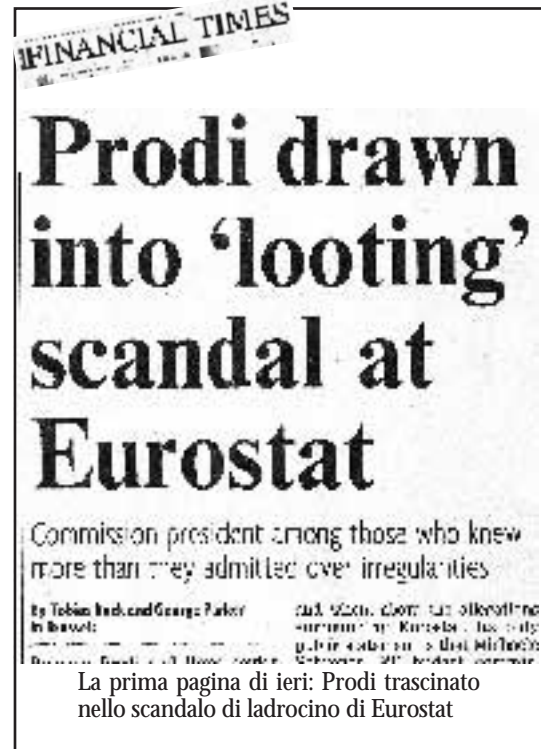 FINANCIAL TIMES
Prodi drawn
into ‘looting’
scandal at
Eurostat
Commission president among those who knew
more than they admitted over irregularities
by Tobias Buck and George Parker
in Brussels
La prima pagina di ieri: Prodi trascinato
nello scandalo di ladrocino di Eurostat